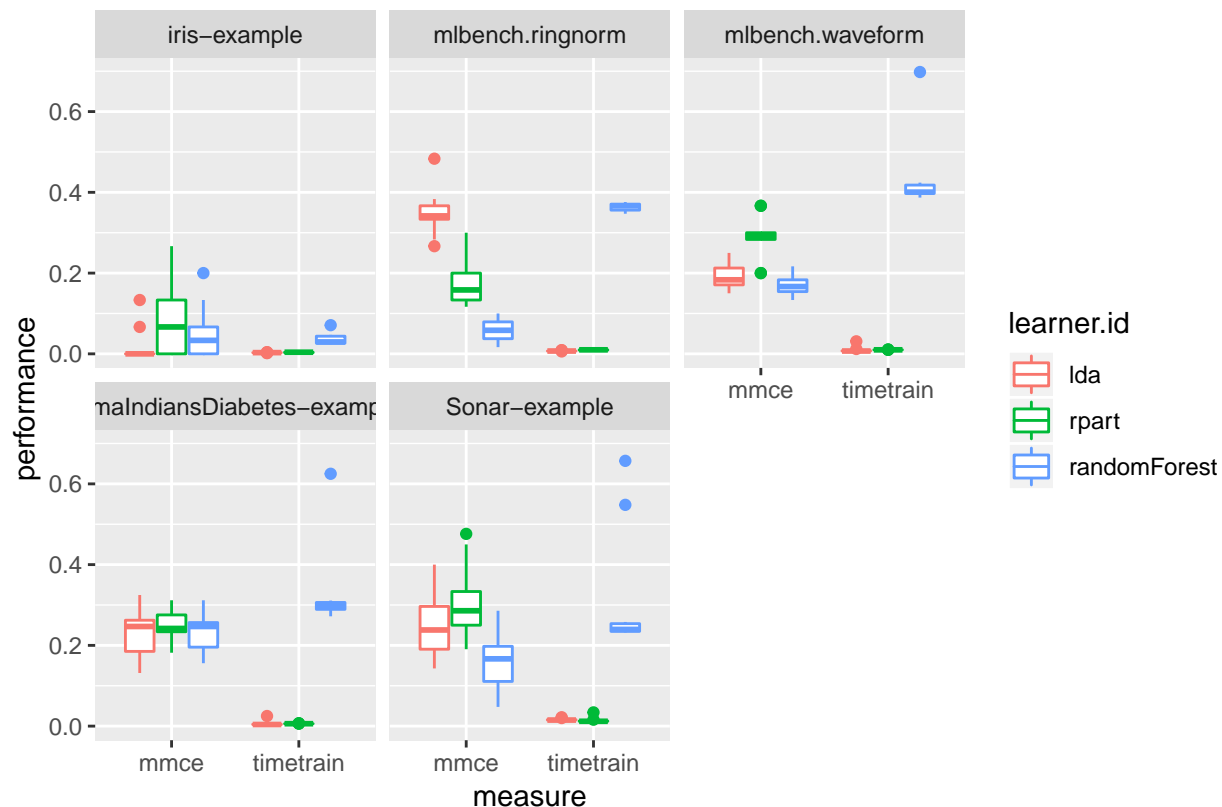 iris−example
mlbench.ringnorm
mlbench.waveform
0.6
0.4
0.2
0.0
mmce
timetrain
maIndiansDiabetes−examp
Sonar−example
0.6
0.4
0.2
0.0
mmce
timetrain
mmce
timetrain
measure
performance
learner.id
lda
rpart
randomForest